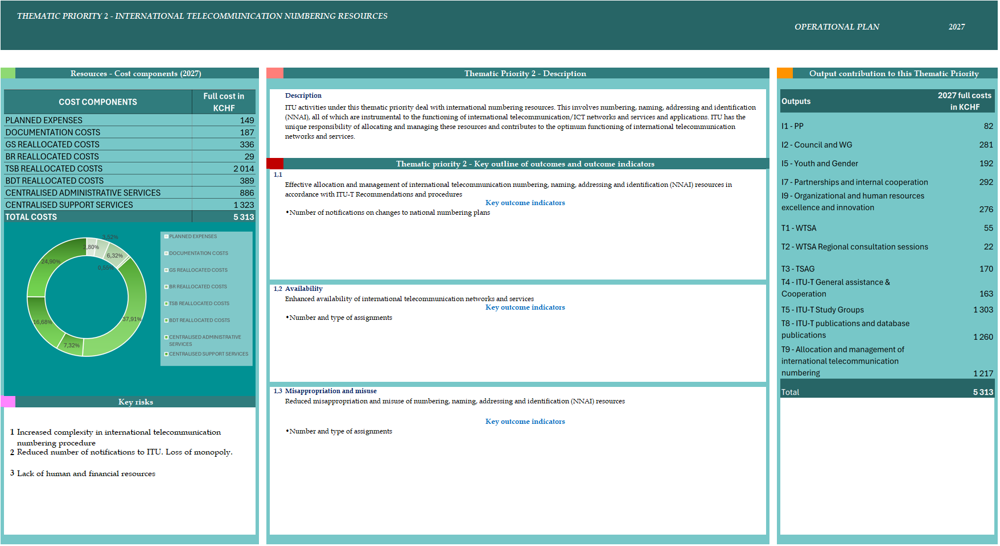 THEMATIC PRIORITY 2 - INTERNATIONAL TELECOMMUNICATION NUMBERING RESOURCES
OPERATIONAL PLAN 2027
Resources - Cost components (2027)
COST COMPONENTS Full cost in
KCHF
PLANNED EXPENSES 149
DOCUMENTATION COSTS 187
GS REALLOCATED COSTS 336
BR REALLOCATED COSTS 29
TSB REALLOCATED COSTS 2 014
BDT REALLOCATED COSTS 389
CENTRALISED ADMINISTRATIVE SERVICES 886
CENTRALISED SUPPORT SERVICES 1 323
TOTAL COSTS 5 313
2,80%
3,52%
6,32%
0,55%
37,91%
7,32%
16,68%
24,90%
PLANNED EXPENSES
DOCUMENTATION COSTS
GS REALLOCATED COSTS
BR REALLOCATED COSTS
TSB REALLOCATED COSTS
BDT REALLOCATED COSTS
CENTRALISED ADMINISTRATIVE
SERVICES
CENTRALISED SUPPORT SERVICES
Key risks
1 Increased complexity in international telecommunication
numbering procedure
2 Reduced number of notifications to ITU. Loss of monopoly.
3 Lack of human and financial resources
Thematic Priority 2 - Description
Description
ITU activities under this thematic priority deal with international numbering resources. This involves numbering, naming, addressing and identification
(NNAI), all of which are instrumental to the functioning of international telecommunication/ICT networks and services and applications. ITU has the
unique responsibility of allocating and managing these resources and contributes to the optimum functioning of international telecommunication
networks and services.
Thematic priority 2 - Key outline of outcomes and outcome indicators
1,1
Effective allocation and management of international telecommunication numbering, naming, addressing and identification (NNAI) resources in
accordance with ITU-T Recommendations and procedures
Key outcome indicators
•Number of notifications on changes to national numbering plans
1,2 Availability
Enhanced availability of international telecommunication networks and services
Key outcome indicators
•Number and type of assignments
1,3 Misappropriation and misuse
Reduced misappropriation and misuse of numbering, naming, addressing and identification (NNAI) resources
Key outcome indicators
•Number and type of assignments
Output contribution to this Thematic Priority
Outputs 2027 full costs
in KCHF
I1 - PP 82
I2 - Council and WG 281
I5 - Youth and Gender 192
I7 - Partnerships and internal cooperation 292
I9 - Organizational and human resources
excellence and innovation 276
T1 - WTSA 55
T2 - WTSA Regional consultation sessions 22
T3 - TSAG 170
T4 - ITU-T General assistance &
Cooperation 163
T5 - ITU-T Study Groups 1 303
T8 - ITU-T publications and database
publications 1 260
T9 - Allocation and management of
international telecommunication
numbering 1 217
Total 5 313